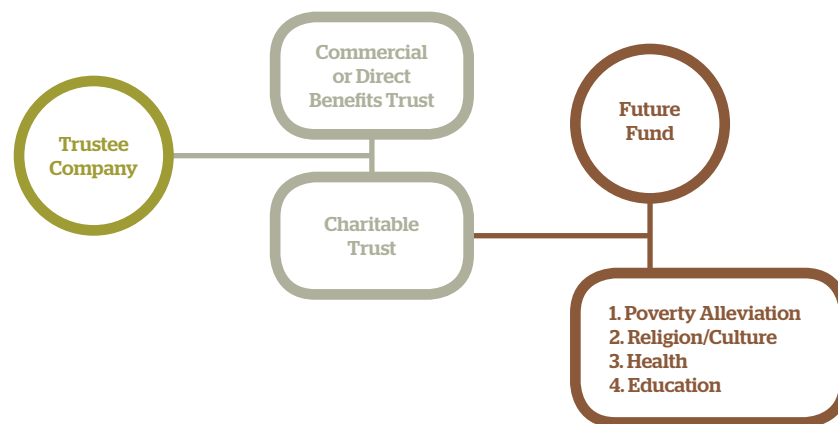 Commercial
or Direct
Benefits Trust
Trustee
Company
Future
Fund
Charitable
Trust
1. Poverty Alleviation
2. Religion/Culture
3. Health
4. Education